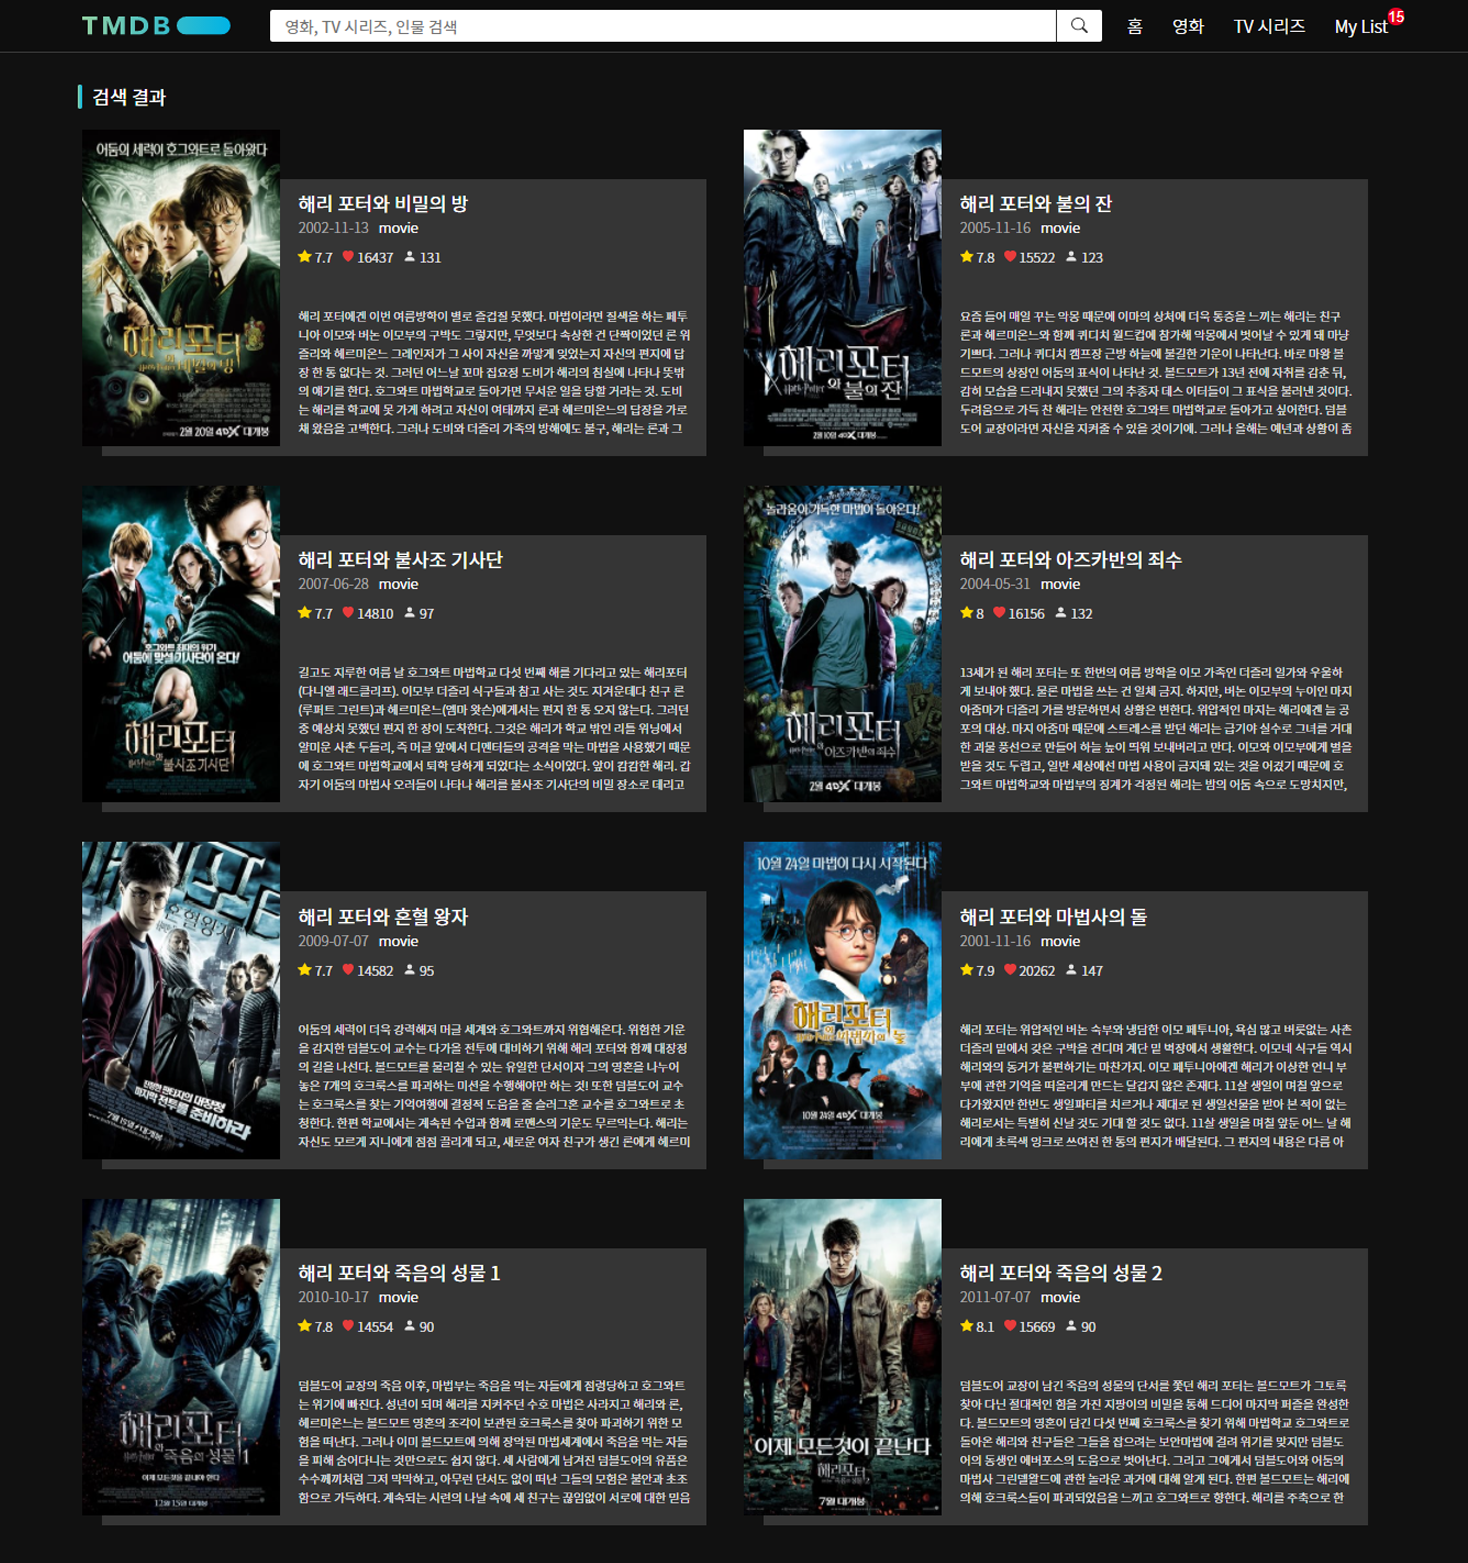 TMDB
영화, TV 시리즈, 인물 검색
홈 영화 TV 시리즈 My List 15
검색 결과
어둠의 세력이 호그와트로 돌아왔다
해리포터
와 비밀의 방
2월 20일 4DX 대개봉
해리 포터와 비밀의 방
2002-11-13 movie
7.7 16437 131
해리 포터에겐 이번 여름방학이 별로 즐겁질 못했다. 마법이라면 질색을 하는 페투
니아 이모와 버논 이모부의 구박도 그렇지만, 무엇보다 속상한 건 단짝이었던 론 위
즐리와 헤르미온느 그레인저가 그 사이 자신을 까맣게 잊었는지 자신의 편지에 답
장 한 통 없다는 것. 그러던 어느날 꼬마 집요정 도비가 해리의 침실에 나타나 뜻밖
의 얘기를 한다. 호그와트 마법학교로 돌아가면 무서운 일을 당할 거라는 것. 도비
는 해리를 학교에 못 가게 하려고 자신이 여태까지 론과 헤르미온느의 답장을 가로
채 왔음을 고백한다. 그러나 도비와 더즐리 가족의 방해에도 불구, 해리는 론과 그
해리포터
와 불의 잔
2월 10일 4DX 대개봉
해리 포터와 불의 잔
2005-11-16 movie
7.8 15522 123
요즘 들어 매일 꾸는 악몽 때문에 이마의 상처에 더욱 통증을 느끼는 해리는 친구
론과 헤르미온느와 함께 퀴디치 월드컵에 참가해 악몽에서 벗어날 수 있게 돼 마냥
기쁘다. 그러나 퀴디치 캠프장 근방 하늘에 불길한 기운이 나타난다. 바로 마왕 볼
드모트의 상징인 어둠의 표식이 나타난 것. 볼드모트가 13년 전에 자취를 감춘 뒤,
감히 모습을 드러내지 못했던 그의 추종자 데스 이터들이 그 표식을 불러낸 것이다.
두려움으로 가득 찬 해리는 안전한 호그와트 마법학교로 돌아가고 싶어한다. 덤블
도어 교장이라면 자신을 지켜줄 수 있을 것이기에. 그러나 올해는 예년과 상황이 좀
호그와트 최대의 위기
어둠에 맞설 기사단이 온다!
해리포터
와 불사조 기사단
해리 포터와 불사조 기사단
2007-06-28 movie
7.7 14810 97
길고도 지루한 여름 날 호그와트 마법학교 다섯 번째 해를 기다리고 있는 해리포터
(다니엘 래드클리프). 이모부 더즐리 식구들과 참고 사는 것도 지겨운데다 친구 론
(루퍼트 그린트)과 헤르미온느(엠마 왓슨)에게서는 편지 한 통 오지 않는다. 그러던
중 예상치 못했던 편지 한 장이 도착한다. 그것은 해리가 학교 밖인 리틀 위닝에서
얄미운 사촌 두들리, 즉 머글 앞에서 디멘터들의 공격을 막는 마법을 사용했기 때문
에 호그와트 마법학교에서 퇴학 당하게 되었다는 소식이었다. 앞이 캄캄한 해리. 갑
자기 어둠의 마법사 오러들이 나타나 해리를 불사조 기사단의 비밀 장소로 데리고
놀라움이 가득한 마법이 돌아온다!
해리포터
와 아즈카반의 죄수
2월 4DX 대개봉
해리 포터와 아즈카반의 죄수
2004-05-31 movie
8 16156 132
13세가 된 해리 포터는 또 한번의 여름 방학을 이모 가족인 더즐리 일가와 우울하
게 보내야 했다. 물론 마법을 쓰는 건 일체 금지. 하지만, 버논 이모부의 누이인 마지
아줌마가 더즐리 가를 방문하면서 상황은 변한다. 위압적인 마지는 해리에겐 늘 공
포의 대상. 마지 아줌마 때문에 스트레스를 받던 해리는 급기야 실수로 그녀를 거대
한 괴물 풍선으로 만들어 하늘 높이 띄워 보내버리고 만다. 이모와 이모부에게 벌을
받을 것도 두렵고, 일반 세상에선 마법 사용이 금지돼 있는 것을 어겼기 때문에 호
그와트 마법학교와 마법부의 징계가 걱정된 해리는 밤의 어둠 속으로 도망치지만,
혼혈왕자
마지막 전투를 준비하라
7월 15일 대개봉
해리 포터와 혼혈 왕자
2009-07-07 movie
7.7 14582 95
어둠의 세력이 더욱 강력해져 머글 세계와 호그와트까지 위협해온다. 위험한 기운
을 감지한 덤블도어 교수는 다가올 전투에 대비하기 위해 해리 포터와 함께 대장정
의 길을 나선다. 볼드모트를 물리칠 수 있는 유일한 단서이자 그의 영혼을 나누어
놓은 7개의 호크룩스를 파괴하는 미션을 수행해야만 하는 것! 또한 덤블도어 교수
는 호크룩스를 찾는 기억여행에 결정적 도움을 줄 슬러그혼 교수를 호그와트로 초
청한다. 한편 학교에서는 계속된 수업과 함께 로맨스의 기운도 무르익는다. 해리는
자신도 모르게 지니에게 점점 끌리게 되고, 새로운 여자 친구가 생긴 론에게 헤르미
10월 24일 마법이 다시 시작된다
해리포터
와 마법사의 돌
10월 24일 4DX 대개봉
해리 포터와 마법사의 돌
2001-11-16 movie
7.9 20262 147
해리 포터는 위압적인 버논 숙부와 냉담한 이모 페투니아, 욕심 많고 버릇없는 사촌
더즐리 밑에서 갖은 구박을 견디며 계단 밑 벽장에서 생활한다. 이모네 식구들 역시
해리와의 동거가 불편하기는 마찬가지. 이모 페투니아에겐 해리가 이상한 언니 부
부에 관한 기억을 떠올리게 만드는 달갑지 않은 존재다. 11살 생일이 며칠 앞으로
다가왔지만 한번도 생일파티를 치르거나 제대로 된 생일선물을 받아 본 적이 없는
해리로서는 특별히 신날 것도 기대 할 것도 없다. 11살 생일을 며칠 앞둔 어느 날 해
리에게 초록색 잉크로 쓰여진 한 통의 편지가 배달된다. 그 편지의 내용은 다름 아
해리포터
와 죽음의 성물 1
이제 모든 것을 끝내야 한다
12월 15일 대개봉
해리 포터와 죽음의 성물 1
2010-10-17 movie
7.8 14554 90
덤블도어 교장의 죽음 이후, 마법부는 죽음을 먹는 자들에게 점령당하고 호그와트
는 위기에 빠진다. 성년이 되며 해리를 지켜주던 수호 마법은 사라지고 해리와 론,
헤르미온느는 볼드모트 영혼의 조각이 보관된 호크룩스를 찾아 파괴하기 위한 모
험을 떠난다. 그러나 이미 볼드모트에 의해 장악된 마법세계에서 죽음을 먹는 자들
을 피해 숨어다니는 것만으로도 쉽지 않다. 세 사람에게 남겨진 덤블도어의 유품은
수수께끼처럼 그저 막막하고, 아무런 단서도 없이 떠난 그들의 모험은 불안과 초조
함으로 가득하다. 계속되는 시련의 나날 속에 세 친구는 끊임없이 서로에 대한 믿음
이제 모든것이 끝난다
해리포터
7월 대개봉
해리 포터와 죽음의 성물 2
2011-07-07 movie
8.1 15669 90
덤블도어 교장이 남긴 죽음의 성물의 단서를 쫓던 해리 포터는 볼드모트가 그토록
찾아 다닌 절대적인 힘을 가진 지팡이의 비밀을 통해 드디어 마지막 퍼즐을 완성한
다. 볼드모트의 영혼이 담긴 다섯 번째 호크룩스를 찾기 위해 마법학교 호그와트로
돌아온 해리와 친구들은 그들을 잡으려는 보안마법에 걸려 위기를 맞지만 덤블도
어의 동생인 에버포스의 도움으로 벗어난다. 그리고 그에게서 덤블도어와 어둠의
마법사 그린델왈드에 관한 놀라운 과거에 대해 알게 된다. 한편 볼드모트는 해리에
의해 호크룩스들이 파괴되었음을 느끼고 호그와트로 향한다. 해리를 주축으로 한